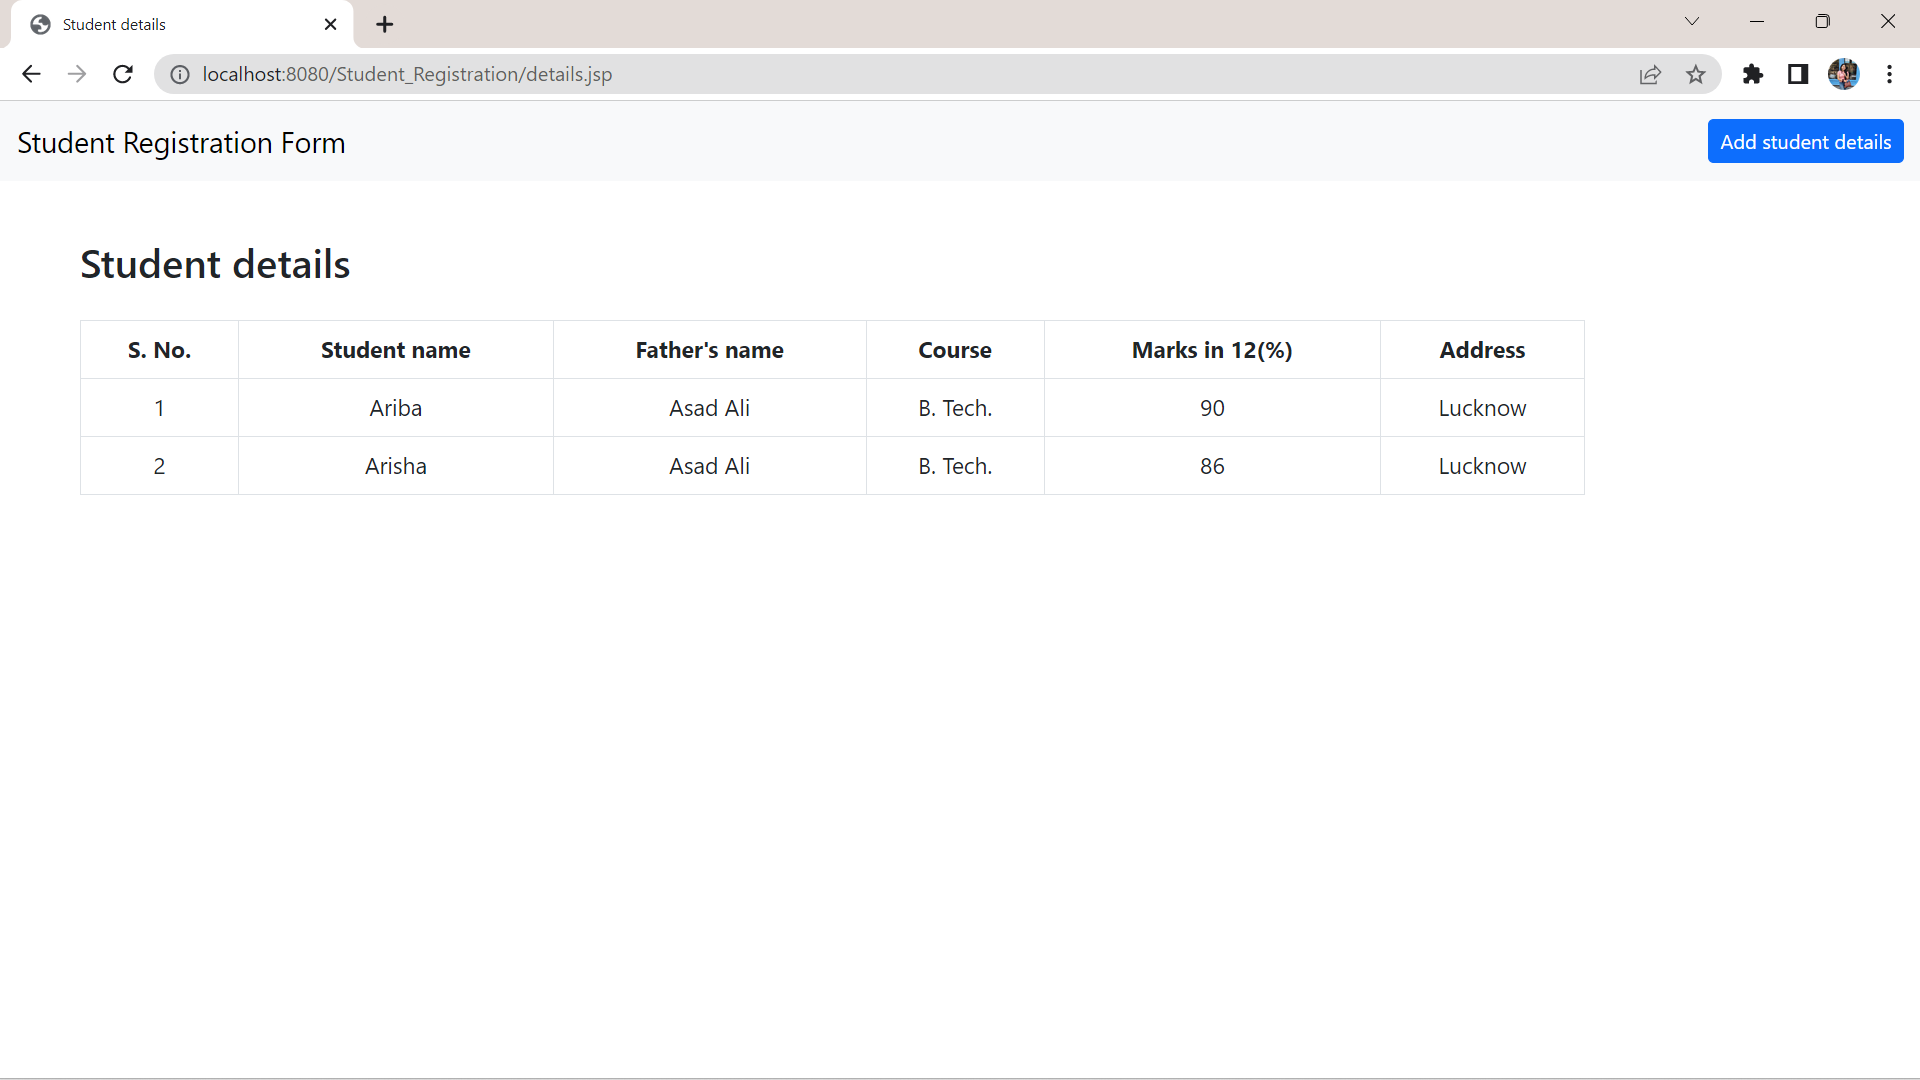 Student details
localhost:8080/Student_Registration/details.jsp
Student Registration Form Add student details
Student details
S. No. Student name Father's name Course Marks in 12(%) Address
1 Ariba Asad Ali B. Tech. 90 Lucknow
2 Arisha Asad Ali B. Tech. 86 Lucknow